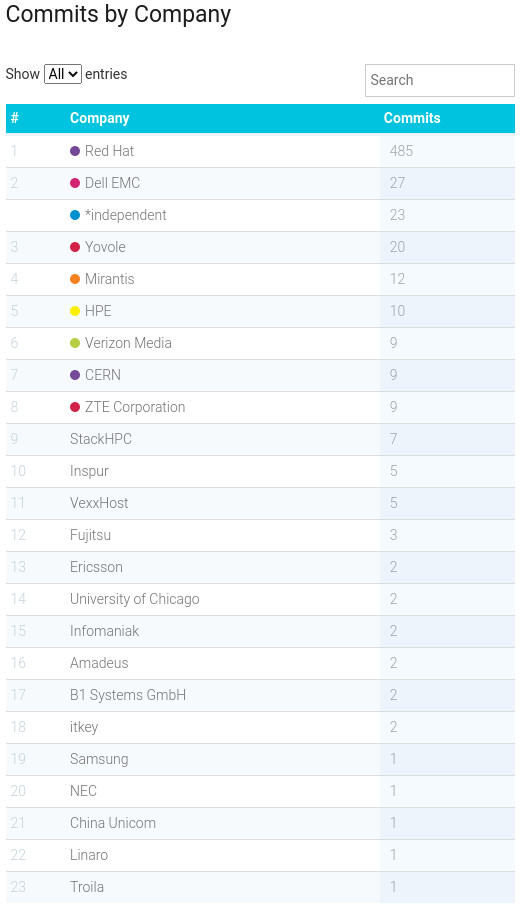 Commits by Company
Show All entries Search
# Company Commits
1 Red Hat 485
2 Dell EMC 27
*independent 23
3 Yovole 20
4 Mirantis 12
5 HPE 10
6 Verizon Media 9
7 CERN 9
8 ZTE Corporation 9
9 StackHPC 7
10 Inspur 5
11 VexxHost 5
12 Fujitsu 3
13 Ericsson 2
14 University of Chicago 2
15 Infomaniak 2
16 Amadeus 2
17 B1 Systems GmbH 2
18 itkey 2
19 Samsung 1
20 NEC 1
21 China Unicom 1
22 Linaro 1
23 Troila 1